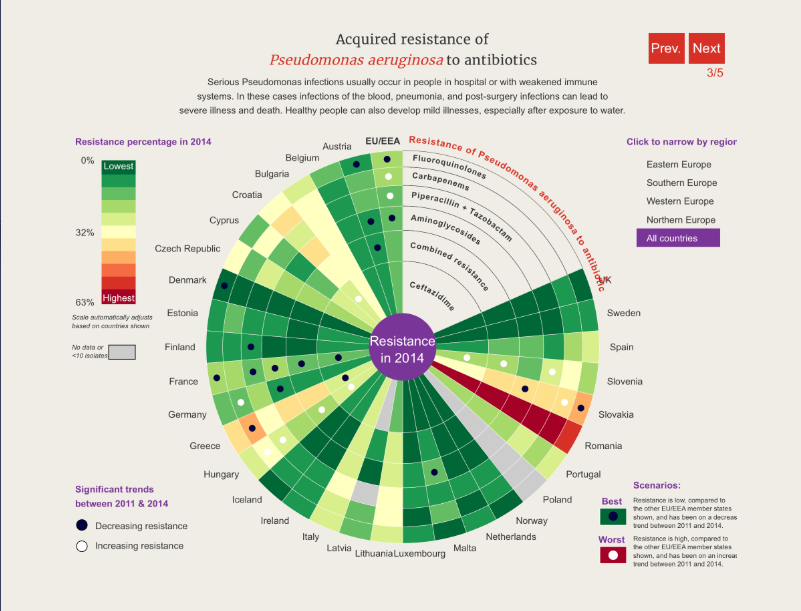 Acquired resistance of
Pseudomonas aeruginosa to antibiotics
Prev.
Next
3/5
Serious Pseudomonas infections usually occur in people in hospital or with weakened immune
systems. In these cases infections of the blood, pneumonia, and post-surgery infections can lead to
severe illness and death. Healthy people can also develop mild illnesses, especially after exposure to water.
Resistance percentage in 2014
0%
Lowest
32%
63%
Highest
Scale automatically adjusts
based on countries shown
No data or
<10 isolates
Click to narrow by regior
Eastern Europe
Southern Europe
Western Europe
Northern Europe
All countries
Resistance of Pseudomonas aeruginosa to antibiotic
Fluoroquinolones
Carbapenems
Piperacillin + Tazobactam
Aminoglycosides
Combined resistance
Ceftazidime
Resistance
in 2014
EU/EEA
Austria
Belgium
Bulgaria
Croatia
Cyprus
Czech Republic
Denmark
Estonia
Finland
France
Germany
Greece
Hungary
Iceland
Ireland
Italy
Latvia
Lithuania
Luxembourg
Malta
Netherlands
Norway
Poland
Portugal
Romania
Slovakia
Slovenia
Spain
Sweden
UK
Significant trends
between 2011 & 2014
Decreasing resistance
Increasing resistance
Scenarios:
Best
Resistance is low, compared to
the other EU/EEA member states
shown, and has been on a decreas
trend between 2011 and 2014.
Worst
Resistance is high, compared to
the other EU/EEA member states
shown, and has been on an increa
trend between 2011 and 2014.